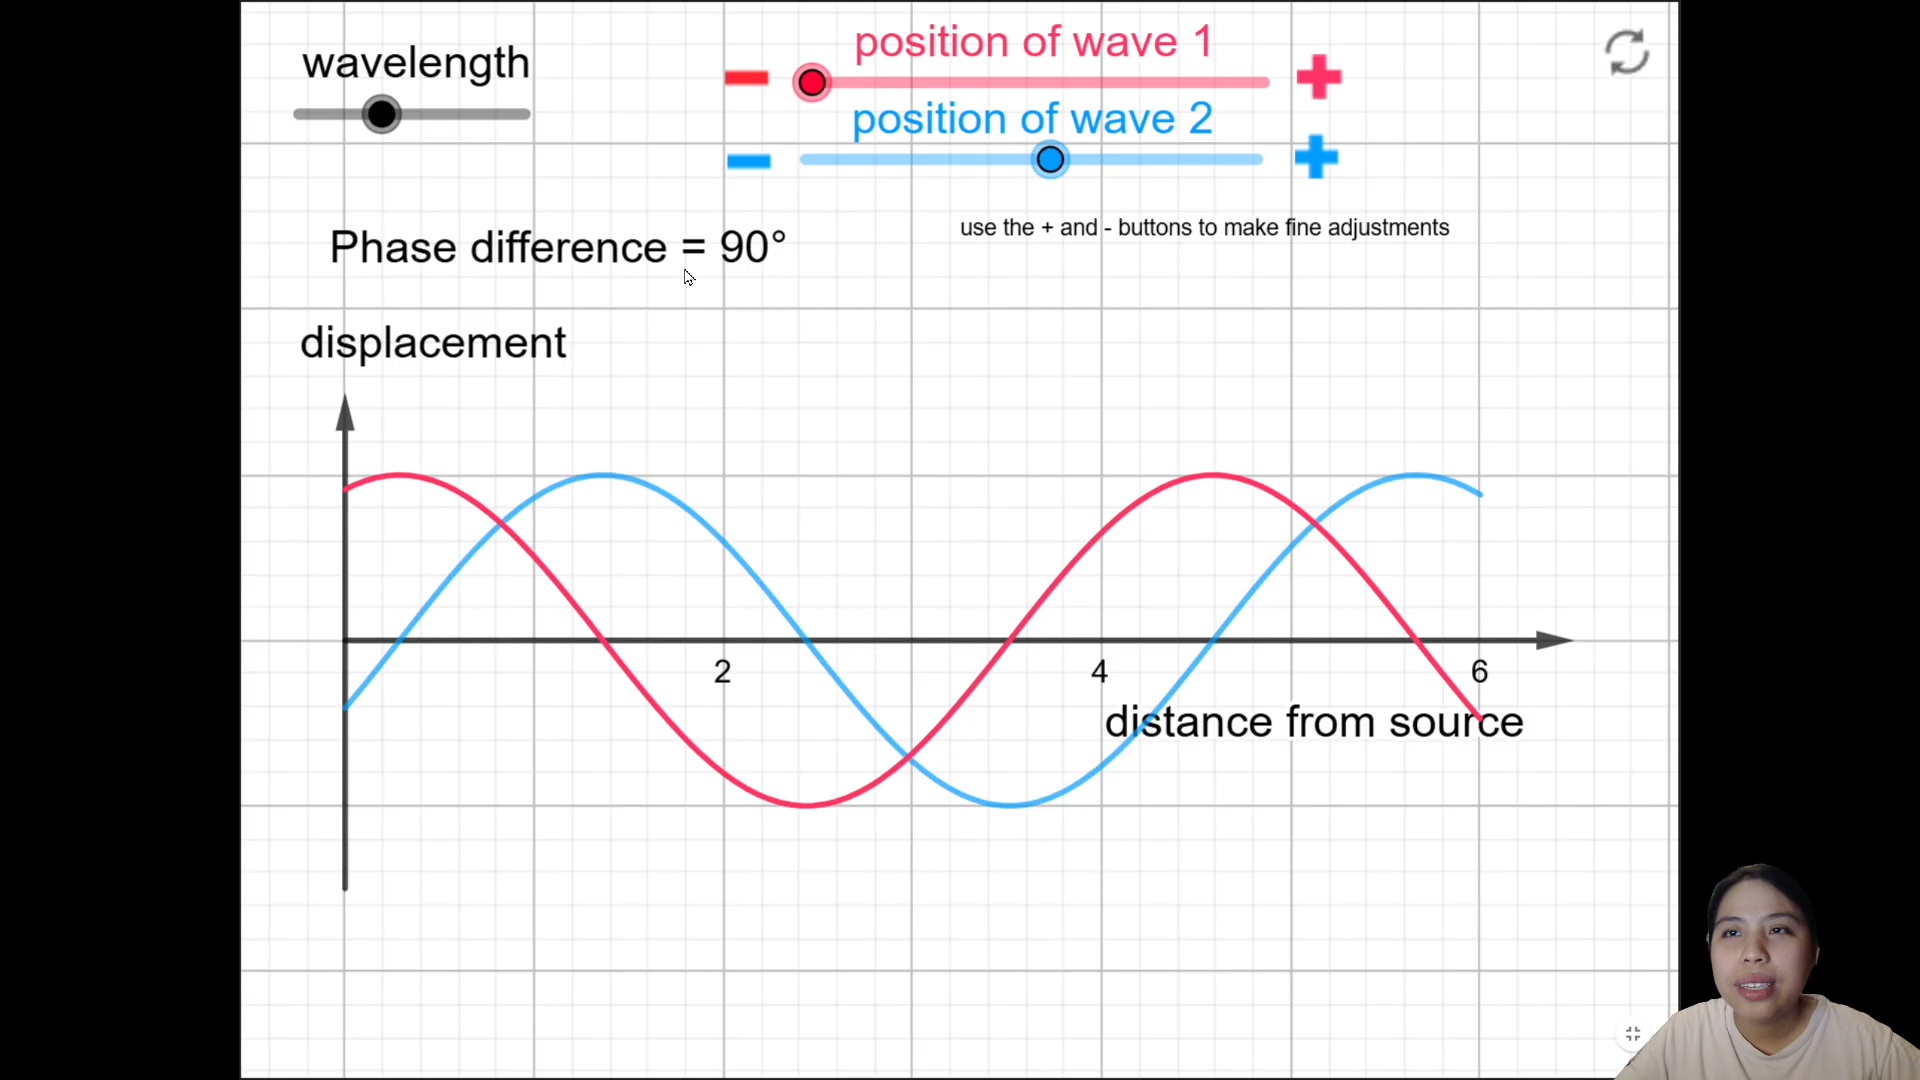 wavelength
position of wave 1
position of wave 2
use the + and - buttons to make fine adjustments
Phase difference = 90°
displacement
2
4
6
distance from source